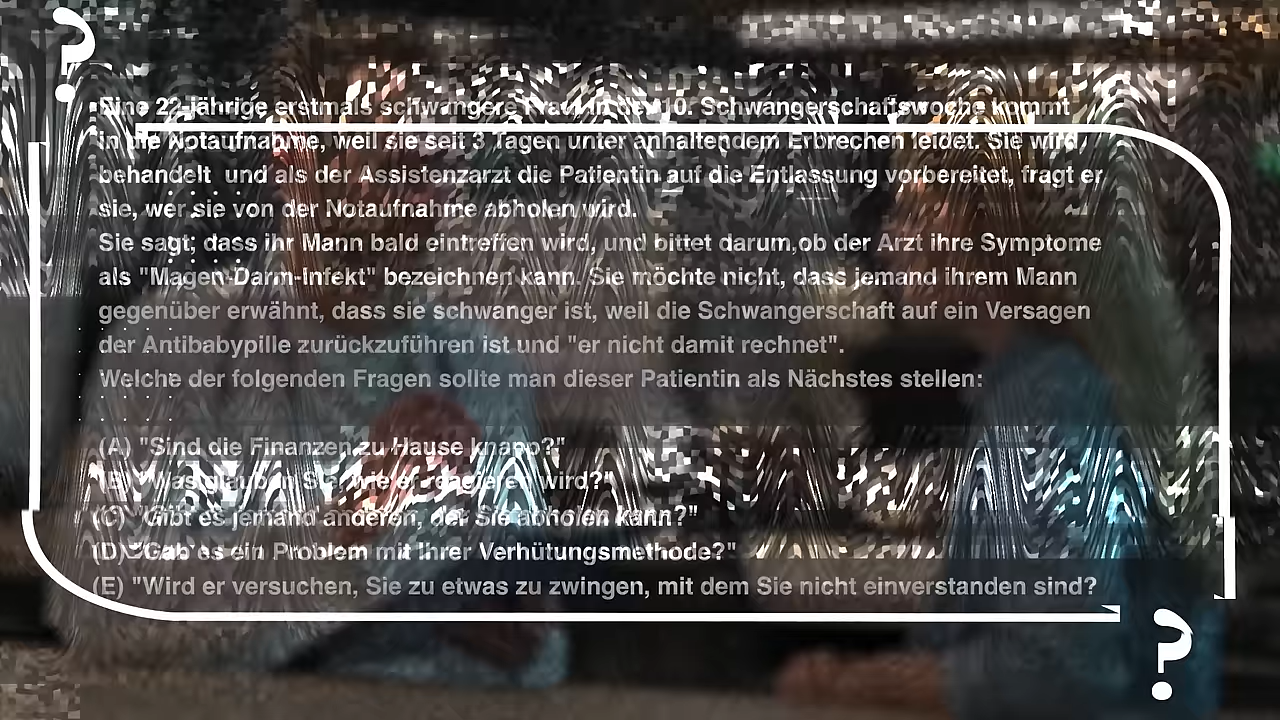 ?
Eine 22-jährige erstmals schwangere Frau in der 10. Schwangerschaftswoche kommt
in die Notaufnahme, weil sie seit 3 Tagen unter anhaltendem Erbrechen leidet. Sie wird
behandelt und als der Assistenzarzt die Patientin auf die Entlassung vorbereitet, fragt er
sie, wer sie von der Notaufnahme abholen wird.
Sie sagt, dass ihr Mann bald eintreffen wird, und bittet darum,ob der Arzt ihre Symptome
als "Magen-Darm-Infekt" bezeichnen kann. Sie möchte nicht, dass jemand ihrem Mann
gegenüber erwähnt, dass sie schwanger ist, weil die Schwangerschaft auf ein Versagen
der Antibabypille zurückzuführen ist und "er nicht damit rechnet".
Welche der folgenden Fragen sollte man dieser Patientin als Nächstes stellen:
(A) "Sind die Finanzen zu Hause knapp?"
(B) "Was glauben Sie, wie er reagieren wird?"
(C) "Gibt es jemand anderen, der Sie abholen kann?"
(D) "Gab es ein Problem mit Ihrer Verhütungsmethode?"
(E) "Wird er versuchen, Sie zu etwas zu zwingen, mit dem Sie nicht einverstanden sind?
?